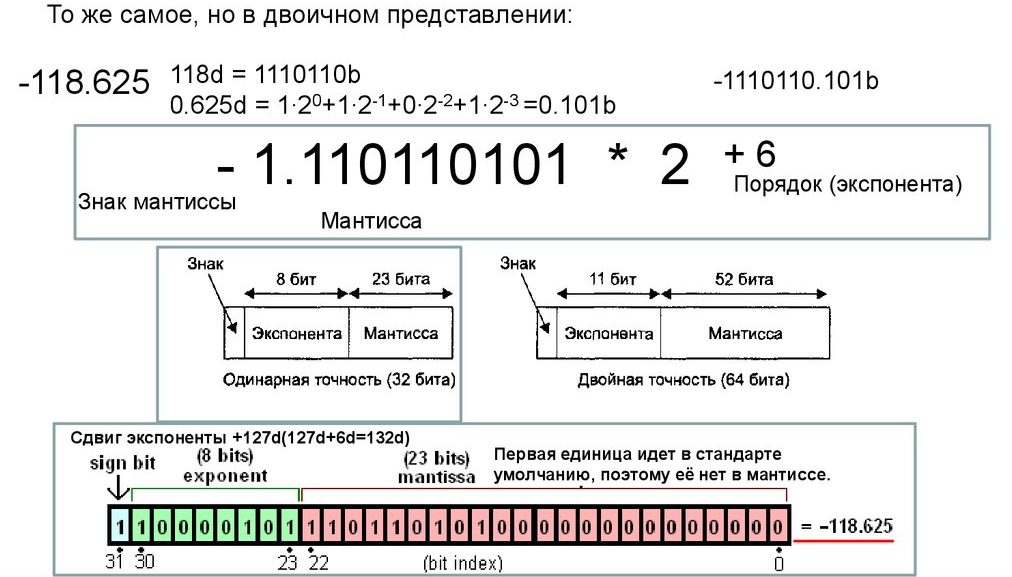 То же самое, но в двоичном представлении:
-118.625 118d = 1110110b -1110110.101b
0.625d = 1·2⁰+1·2⁻¹+0·2⁻²+1·2⁻³ =0.101b
- 1.110110101 * 2 + 6
Знак мантиссы Мантисса Порядок (экспонента)
Знак 8 бит 23 бита
Экспонента Мантисса
Одинарная точность (32 бита)
Знак 11 бит 52 бита
Экспонента Мантисса
Двойная точность (64 бита)
Сдвиг экспоненты +127d(127d+6d=132d)
sign bit (8 bits) (23 bits) Первая единица идет в стандарте
exponent mantissa умолчанию, поэтому её нет в мантиссе.
1 1 0 0 0 0 1 0 1 1 1 0 1 1 0 1 0 1 0 0 0 0 0 0 0 0 0 0 0 0 0 0 = -118.625
31 30 23 22 (bit index) 0